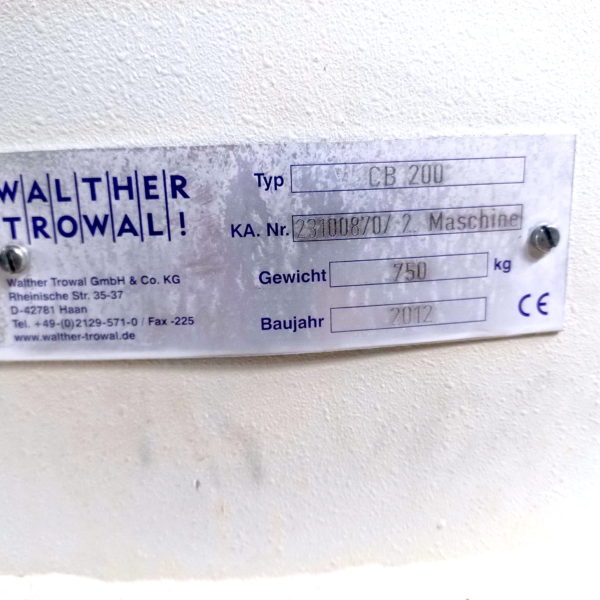 WALTHER
TROWAL!
Walther Trowal GmbH & Co. KG
Rheinische Str. 35-37
D-42781 Haan
Tel. +49-(0)2129-571-0 / Fax -225
www.walther-trowal.de
Typ CB 200
KA. Nr. 23100870/ 2. Maschine
Gewicht 750 kg
Baujahr 2012
CE